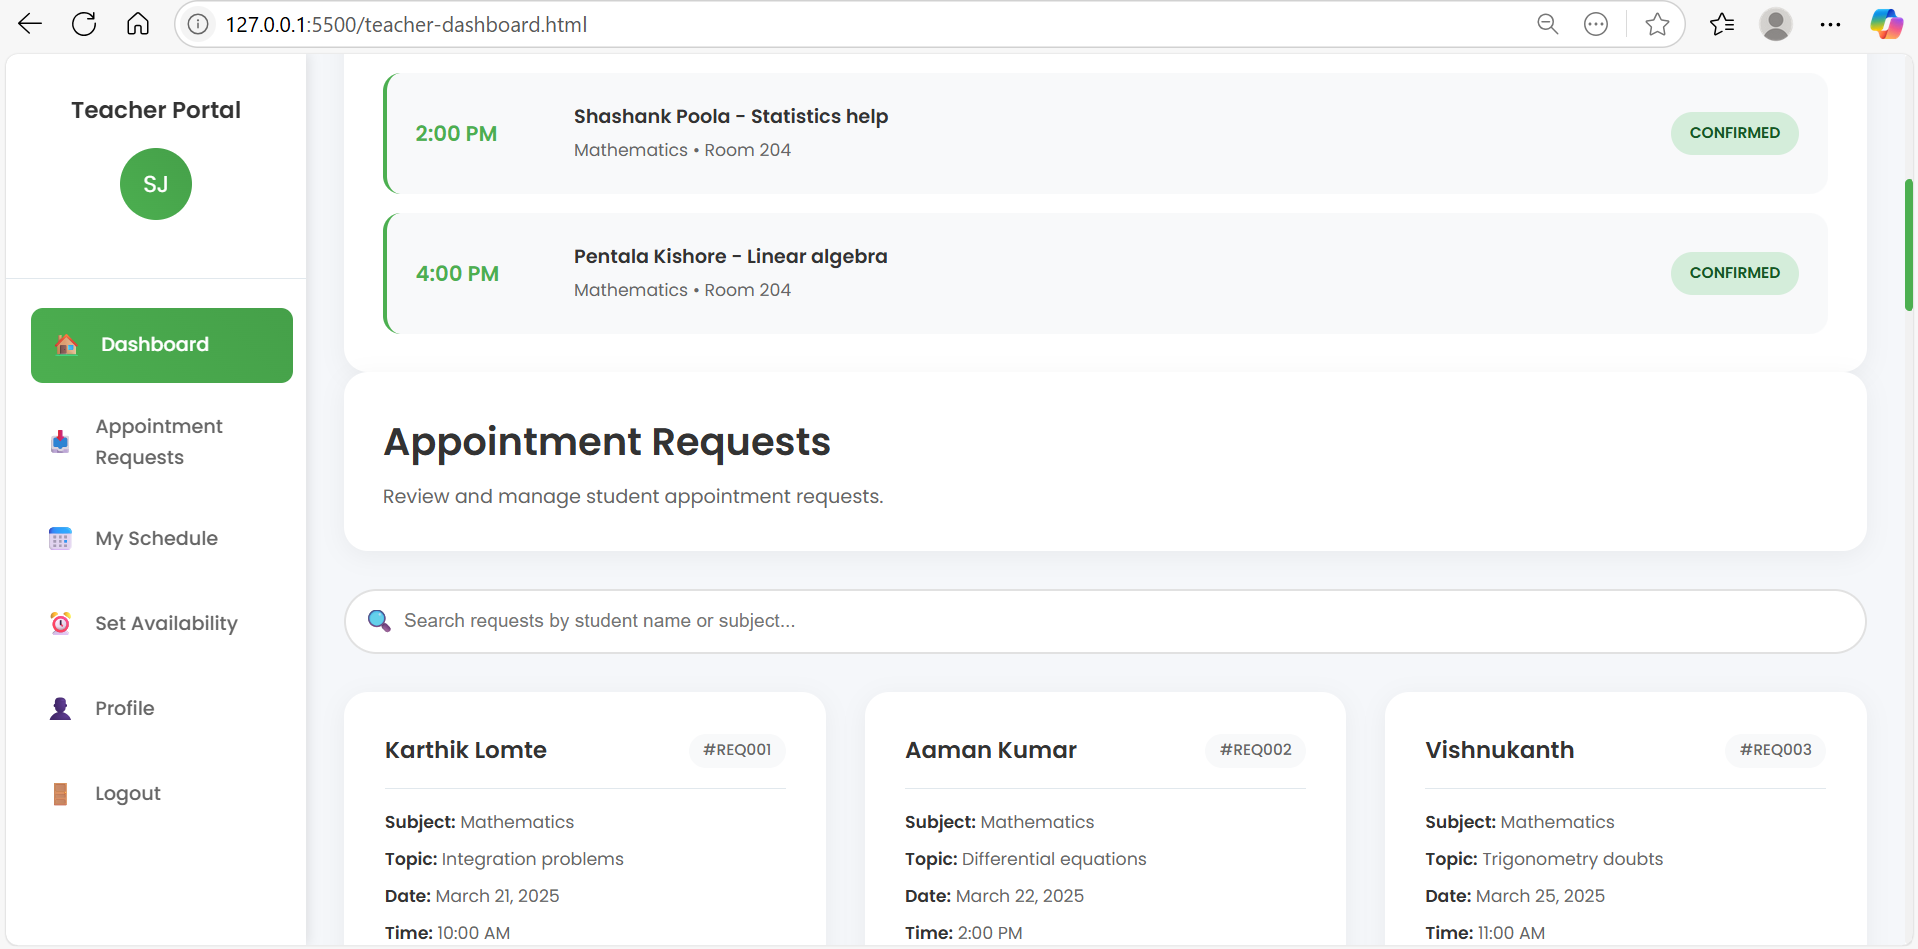 127.0.0.1:5500/teacher-dashboard.html
Teacher Portal
SJ
Dashboard
Appointment
Requests
My Schedule
Set Availability
Profile
Logout
2:00 PM
Shashank Poola - Statistics help
Mathematics • Room 204
CONFIRMED
4:00 PM
Pentala Kishore - Linear algebra
Mathematics • Room 204
CONFIRMED
Appointment Requests
Review and manage student appointment requests.
Search requests by student name or subject...
Karthik Lomte #REQ001
Subject: Mathematics
Topic: Integration problems
Date: March 21, 2025
Time: 10:00 AM
Aaman Kumar #REQ002
Subject: Mathematics
Topic: Differential equations
Date: March 22, 2025
Time: 2:00 PM
Vishnukanth #REQ003
Subject: Mathematics
Topic: Trigonometry doubts
Date: March 25, 2025
Time: 11:00 AM